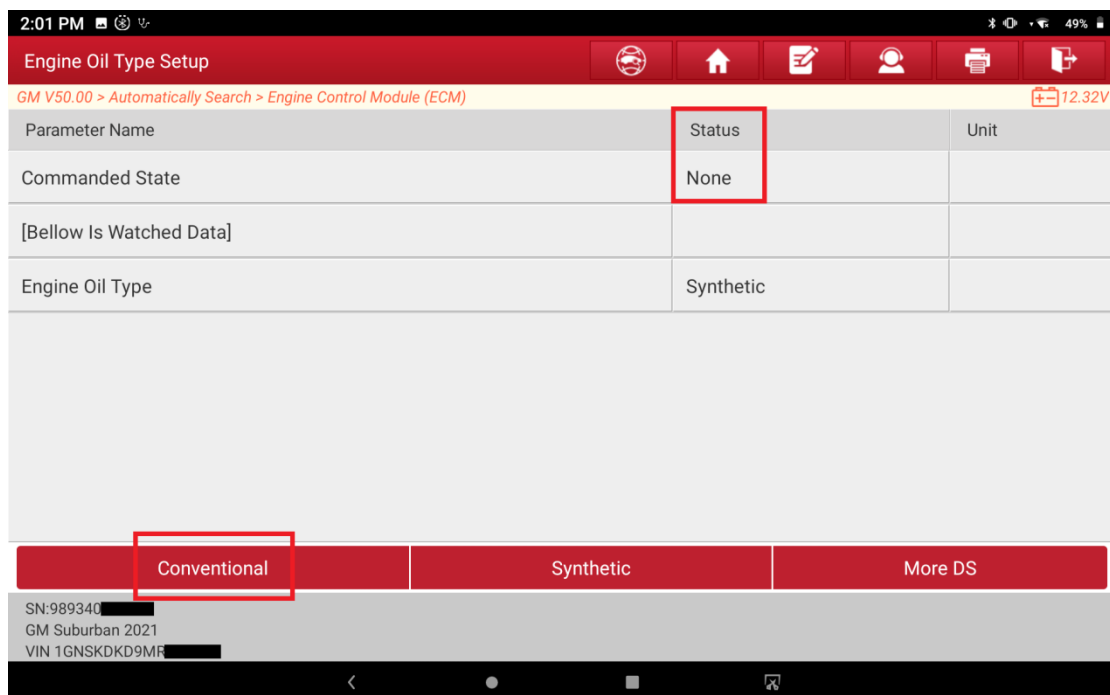 2:01 PM 49%
Engine Oil Type Setup
GM V50.00 > Automatically Search > Engine Control Module (ECM) 12.32V
Parameter Name Status Unit
Commanded State None
[Bellow Is Watched Data]
Engine Oil Type Synthetic
Conventional Synthetic More DS
SN:989340
GM Suburban 2021
VIN 1GNSKDKD9MR